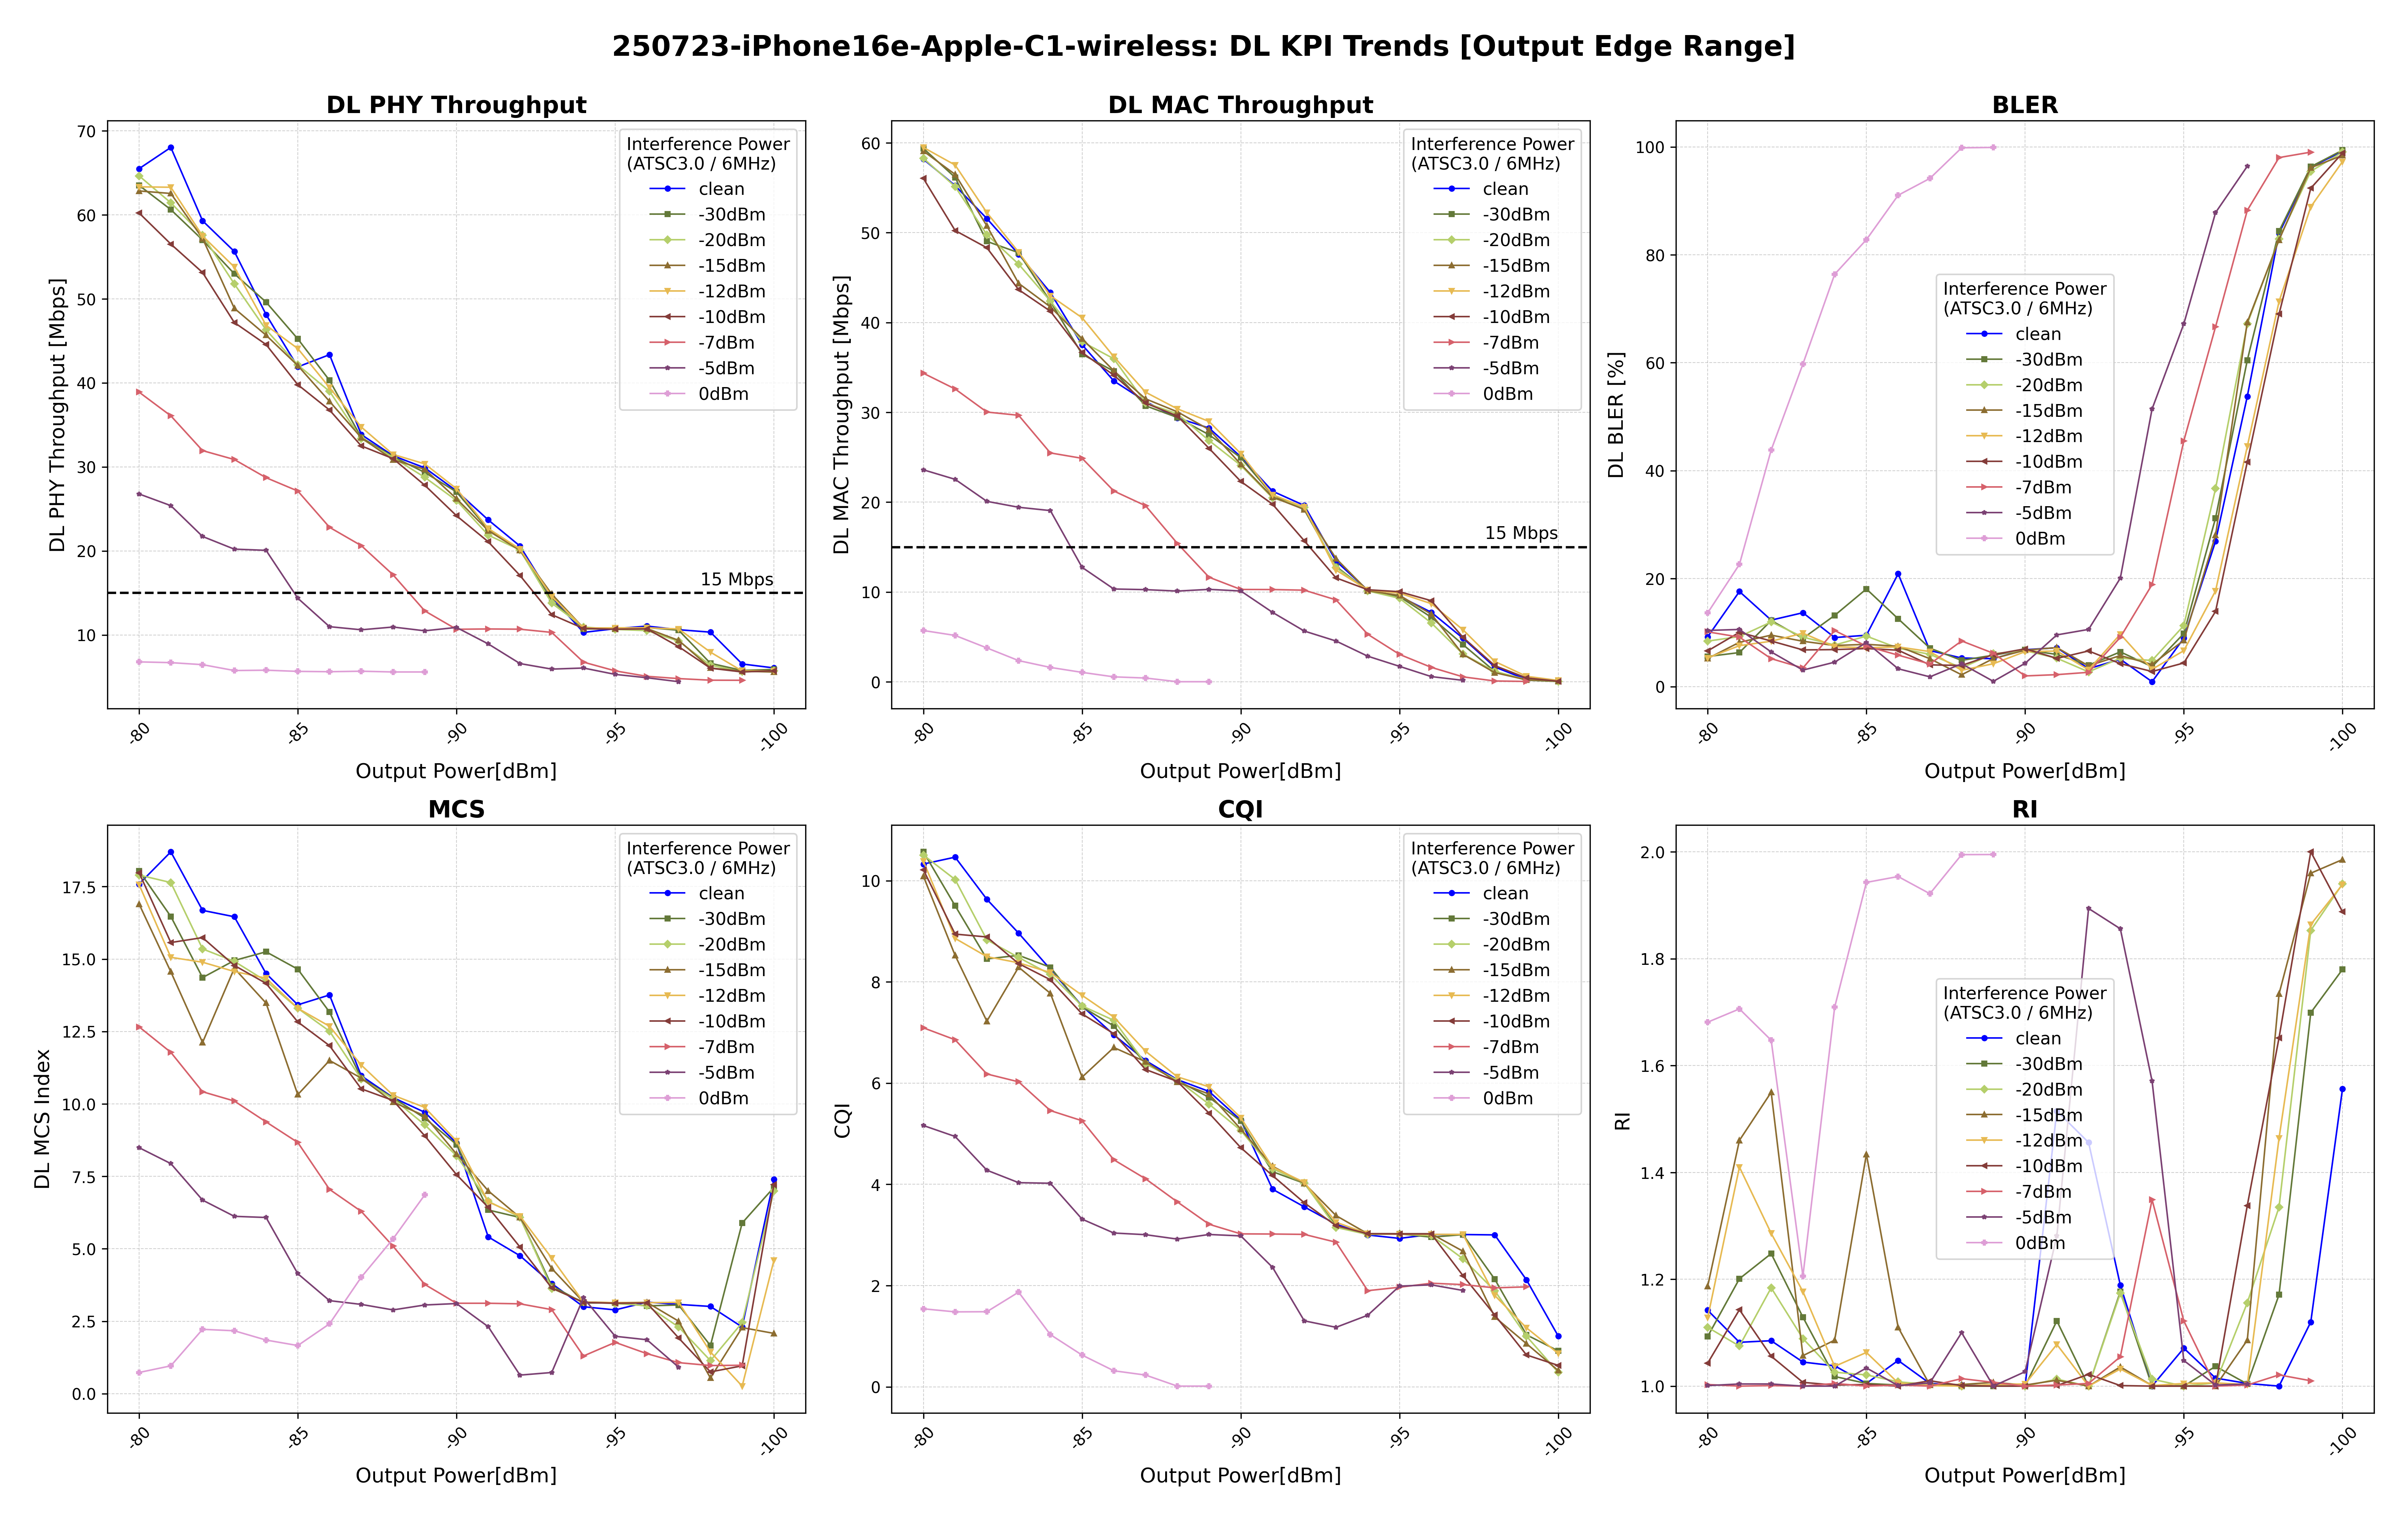 250723-iPhone16e-Apple-C1-wireless: DL KPI Trends [Output Edge Range]
DL PHY Throughput
DL PHY Throughput [Mbps]
70
60
50
40
30
20
10
15 Mbps
Interference Power
(ATSC3.0 / 6MHz)
clean
-30dBm
-20dBm
-15dBm
-12dBm
-10dBm
-7dBm
-5dBm
0dBm
-80
-85
-90
-95
-100
Output Power[dBm]
DL MAC Throughput
DL MAC Throughput [Mbps]
60
50
40
30
20
10
0
15 Mbps
Interference Power
(ATSC3.0 / 6MHz)
clean
-30dBm
-20dBm
-15dBm
-12dBm
-10dBm
-7dBm
-5dBm
0dBm
-80
-85
-90
-95
-100
Output Power[dBm]
BLER
DL BLER [%]
100
80
60
40
20
0
Interference Power
(ATSC3.0 / 6MHz)
clean
-30dBm
-20dBm
-15dBm
-12dBm
-10dBm
-7dBm
-5dBm
0dBm
-80
-85
-90
-95
-100
Output Power[dBm]
MCS
DL MCS Index
17.5
15.0
12.5
10.0
7.5
5.0
2.5
0.0
Interference Power
(ATSC3.0 / 6MHz)
clean
-30dBm
-20dBm
-15dBm
-12dBm
-10dBm
-7dBm
-5dBm
0dBm
-80
-85
-90
-95
-100
Output Power[dBm]
CQI
CQI
10
8
6
4
2
0
Interference Power
(ATSC3.0 / 6MHz)
clean
-30dBm
-20dBm
-15dBm
-12dBm
-10dBm
-7dBm
-5dBm
0dBm
-80
-85
-90
-95
-100
Output Power[dBm]
RI
RI
2.0
1.8
1.6
1.4
1.2
1.0
Interference Power
(ATSC3.0 / 6MHz)
clean
-30dBm
-20dBm
-15dBm
-12dBm
-10dBm
-7dBm
-5dBm
0dBm
-80
-85
-90
-95
-100
Output Power[dBm]